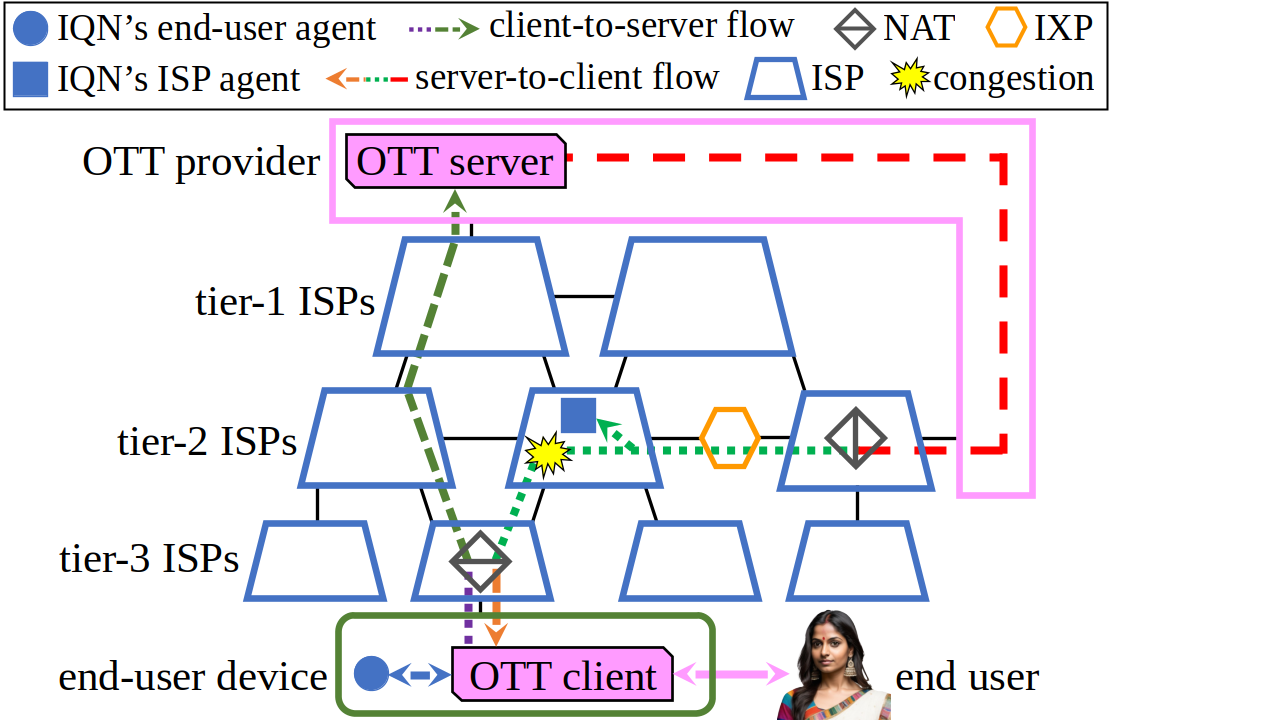 IQN’s end-user agent
client-to-server flow
NAT
IXP
IQN’s ISP agent
server-to-client flow
ISP
congestion
OTT provider
OTT server
tier-1 ISPs
tier-2 ISPs
tier-3 ISPs
end-user device
OTT client
end user